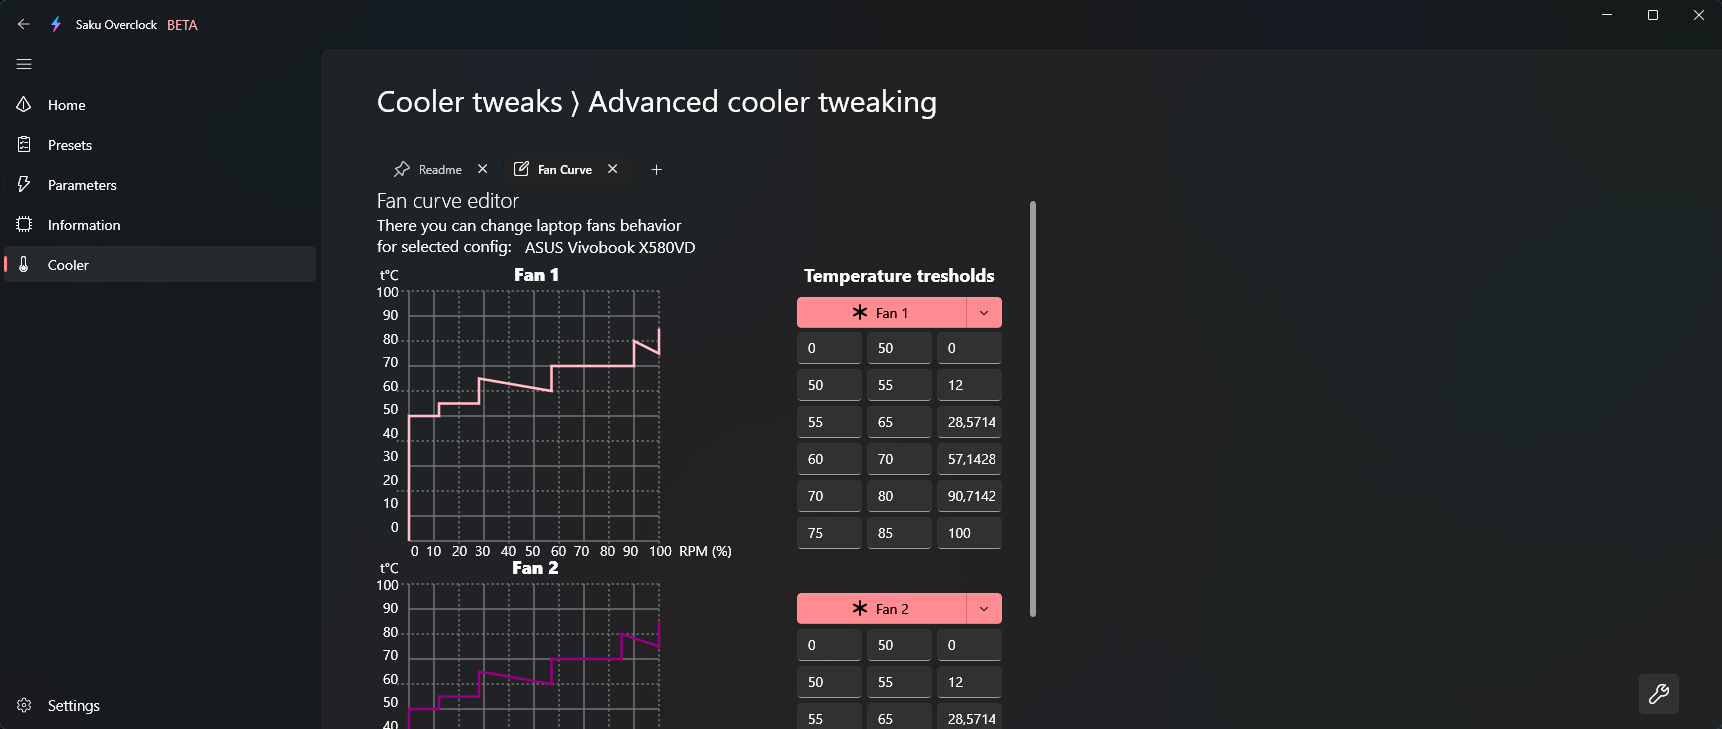 Saku Overclock BETA
Home
Presets
Parameters
Information
Cooler
Settings
Cooler tweaks ⟩ Advanced cooler tweaking
Readme
Fan Curve
Fan curve editor
There you can change laptop fans behavior
for selected config: ASUS Vivobook X580VD
t°C
Fan 1
100
90
80
70
60
50
40
30
20
10
0
0 10 20 30 40 50 60 70 80 90 100 RPM (%)
Temperature tresholds
Fan 1
0 50 0
50 55 12
55 65 28,5714
60 70 57,1428
70 80 90,7142
75 85 100
t°C
Fan 2
100
90
80
70
60
50
40
Fan 2
0 50 0
50 55 12
55 65 28,5714